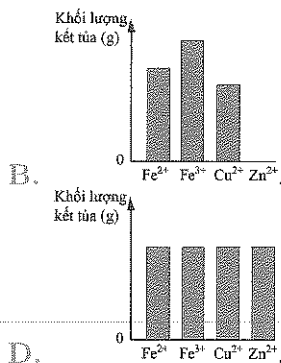 Khối lượng
kết tủa (g)
0
Fe²⁺ Fe³⁺ Cu²⁺ Zn²⁺.
B.
Khối lượng
kết tủa (g)
0
Fe²⁺ Fe³⁺ Cu²⁺ Zn²⁺.
D.